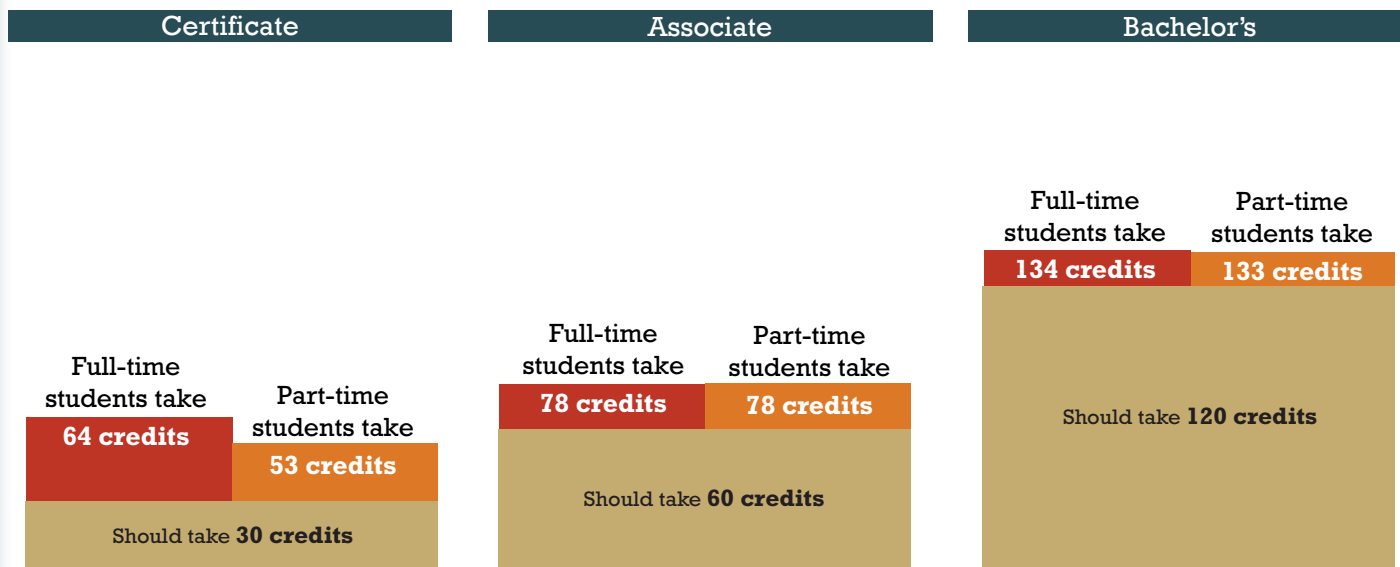 Certificate
Full-time
students take
64 credits
Part-time
students take
53 credits
Should take 30 credits
Associate
Full-time
students take
78 credits
Part-time
students take
78 credits
Should take 60 credits
Bachelor's
Full-time
students take
134 credits
Part-time
students take
133 credits
Should take 120 credits